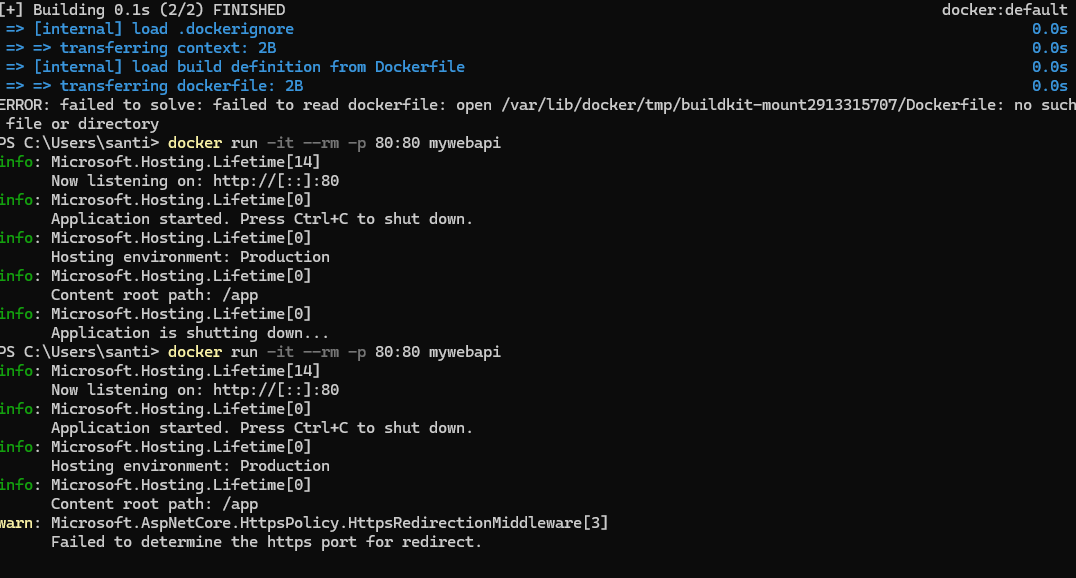 [+] Building 0.1s (2/2) FINISHED docker:default
=> [internal] load .dockerignore 0.0s
=> => transferring context: 2B 0.0s
=> [internal] load build definition from Dockerfile 0.0s
=> => transferring dockerfile: 2B 0.0s
ERROR: failed to solve: failed to read dockerfile: open /var/lib/docker/tmp/buildkit-mount2913315707/Dockerfile: no such
file or directory
PS C:\Users\santi> docker run -it --rm -p 80:80 mywebapi
info: Microsoft.Hosting.Lifetime[14]
Now listening on: http://[::]:80
info: Microsoft.Hosting.Lifetime[0]
Application started. Press Ctrl+C to shut down.
info: Microsoft.Hosting.Lifetime[0]
Hosting environment: Production
info: Microsoft.Hosting.Lifetime[0]
Content root path: /app
info: Microsoft.Hosting.Lifetime[0]
Application is shutting down...
PS C:\Users\santi> docker run -it --rm -p 80:80 mywebapi
info: Microsoft.Hosting.Lifetime[14]
Now listening on: http://[::]:80
info: Microsoft.Hosting.Lifetime[0]
Application started. Press Ctrl+C to shut down.
info: Microsoft.Hosting.Lifetime[0]
Hosting environment: Production
info: Microsoft.Hosting.Lifetime[0]
Content root path: /app
warn: Microsoft.AspNetCore.HttpsPolicy.HttpsRedirectionMiddleware[3]
Failed to determine the https port for redirect.